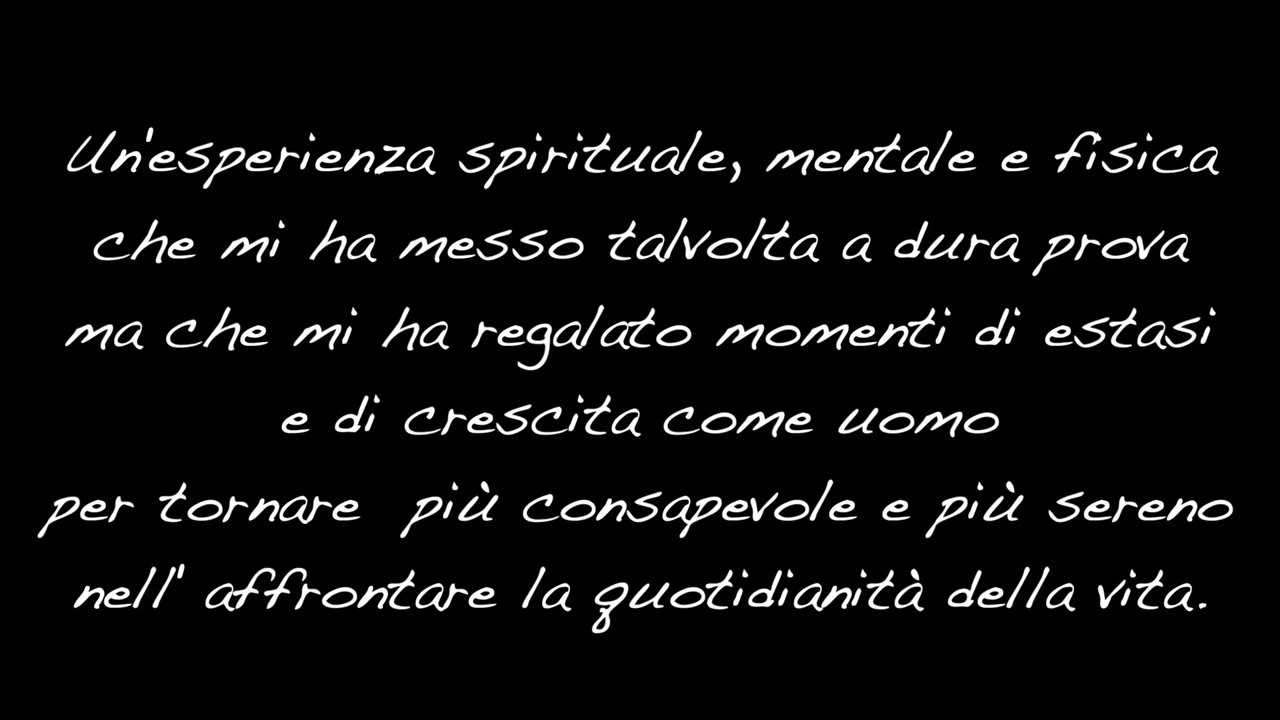 Un'esperienza spirituale, mentale e fisica
che mi ha messo talvolta a dura prova
ma che mi ha regalato momenti di estasi
e di crescita come uomo
per tornare  più consapevole e più sereno
nell' affrontare la quotidianità della vita.